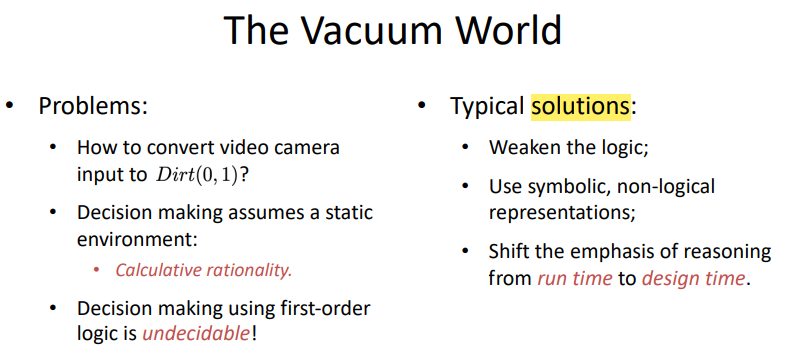 The Vacuum World
• Problems:
• How to convert video camera
input to Dirt(0, 1)?
• Decision making assumes a static
environment:
• Calculative rationality.
• Decision making using first-order
logic is undecidable!
• Typical solutions:
• Weaken the logic;
• Use symbolic, non-logical
representations;
• Shift the emphasis of reasoning
from run time to design time.